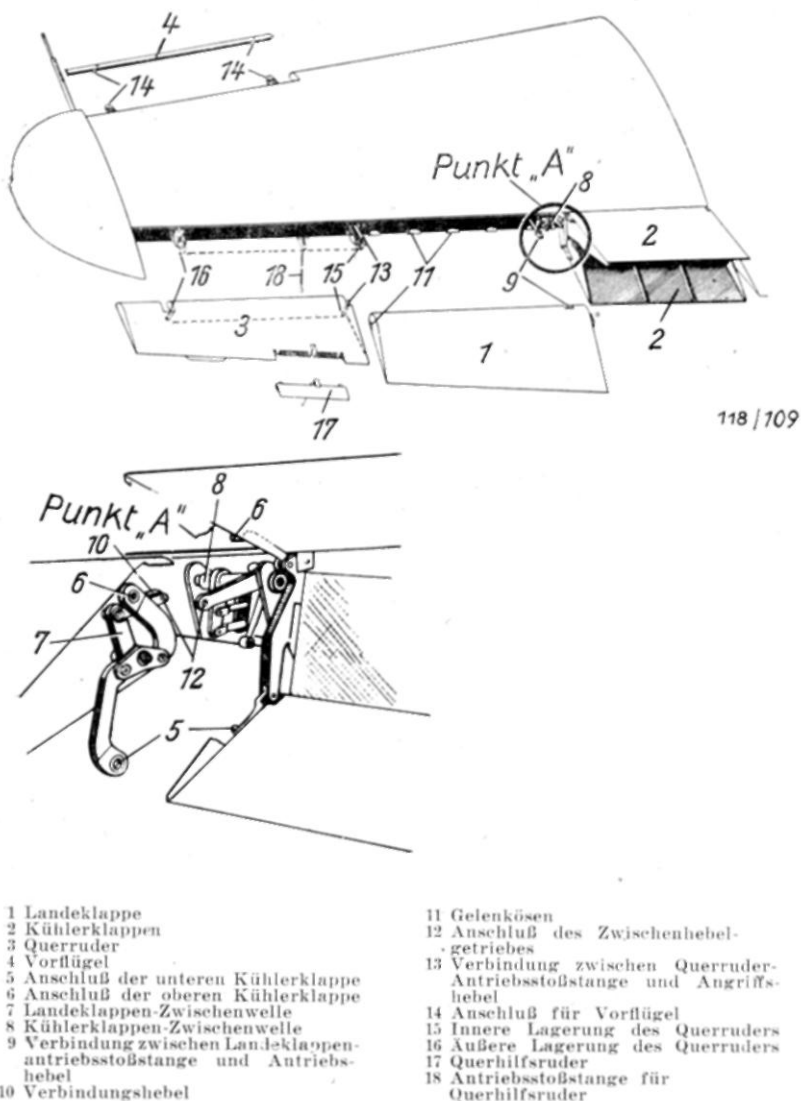 4
14
14
Punkt „A"
8
2
16
18
15
13
11
9
3
1
2
17
118/109
8
6
Punkt „A"
10
6
7
12
5
1 Landeklappe
2 Kühlerklappen
3 Querruder
4 Vorflügel
5 Anschluß der unteren Kühlerklappe
6 Anschluß der oberen Kühlerklappe
7 Landeklappen-Zwischenwelle
8 Kühlerklappen-Zwischenwelle
9 Verbindung zwischen Landeklappen-
antriebsstoßstange und Antriebs-
hebel
10 Verbindungshebel
11 Gelenkösen
12 Anschluß des Zwischenhebel-
getriebes
13 Verbindung zwischen Querruder-
Antriebsstoßstange und Angriffs-
hebel
14 Anschluß für Vorflügel
15 Innere Lagerung des Querruders
16 Äußere Lagerung des Querruders
17 Querhilfsruder
18 Antriebsstoßstange für
Querhilfsruder